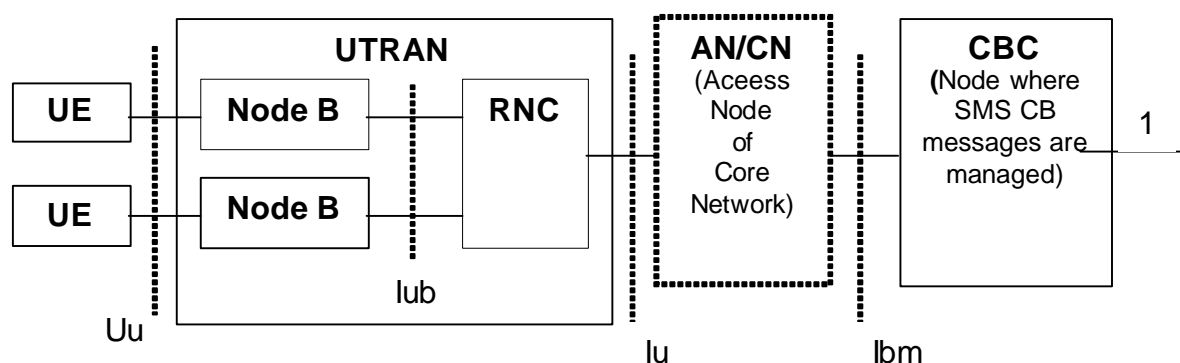 UTRAN
UE
Node B
RNC
UE
Node B
Iub
Uu
AN/CN
(Aceess
Node
of
Core
Network)
Iu
CBC
(Node where
SMS CB
messages are
managed)
1
Ibm